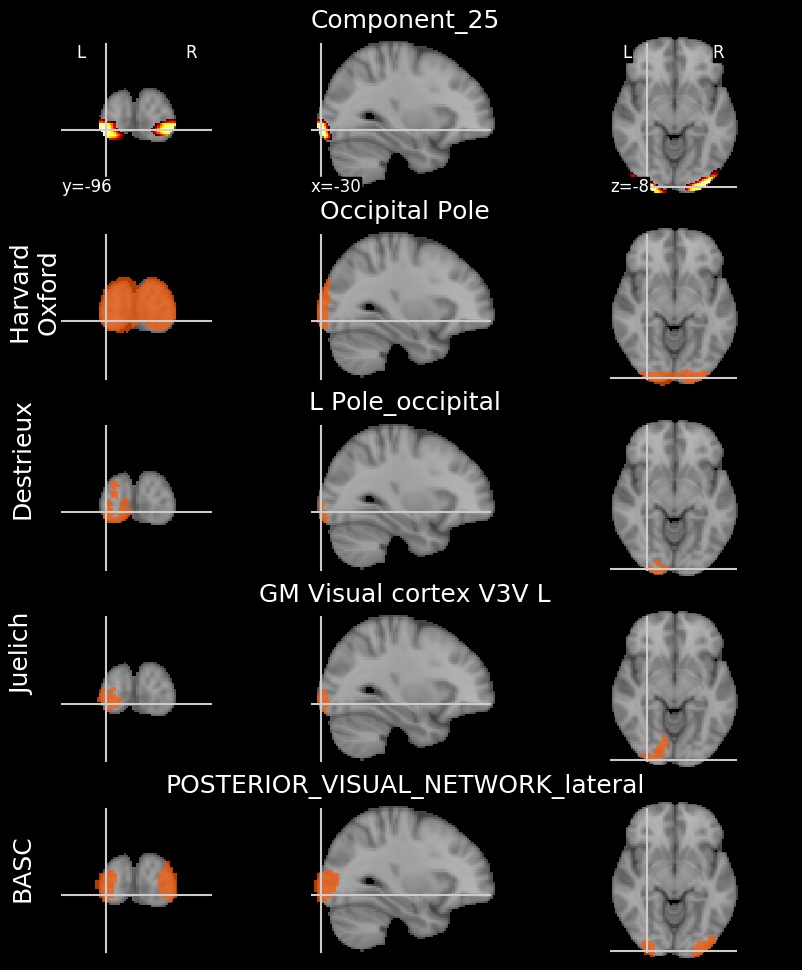 Component_25
L R
L R
y=-96
x=-30
z=-8
Occipital Pole
Harvard
Oxford
L Pole_occipital
Destrieux
GM Visual cortex V3V L
Juelich
POSTERIOR_VISUAL_NETWORK_lateral
BASC